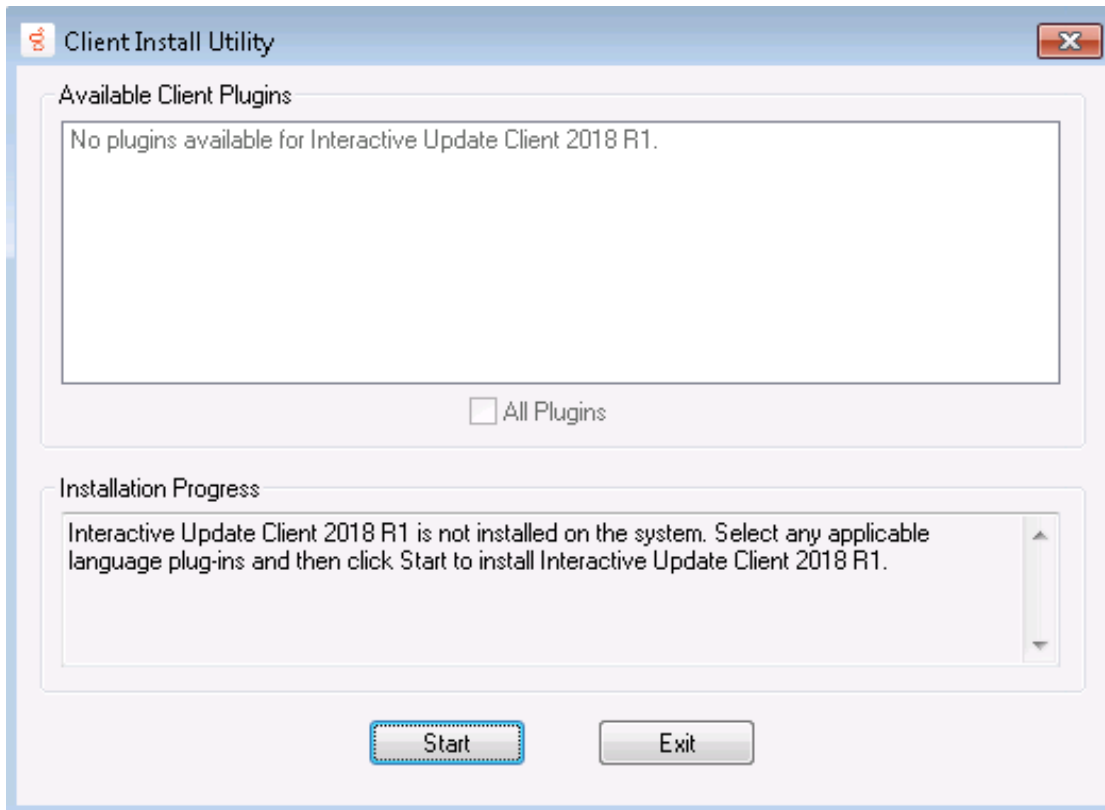 Client Install Utility
Available Client Plugins
No plugins available for Interactive Update Client 2018 R1.
All Plugins
Installation Progress
Interactive Update Client 2018 R1 is not installed on the system. Select any applicable
language plug-ins and then click Start to install Interactive Update Client 2018 R1.
Start Exit